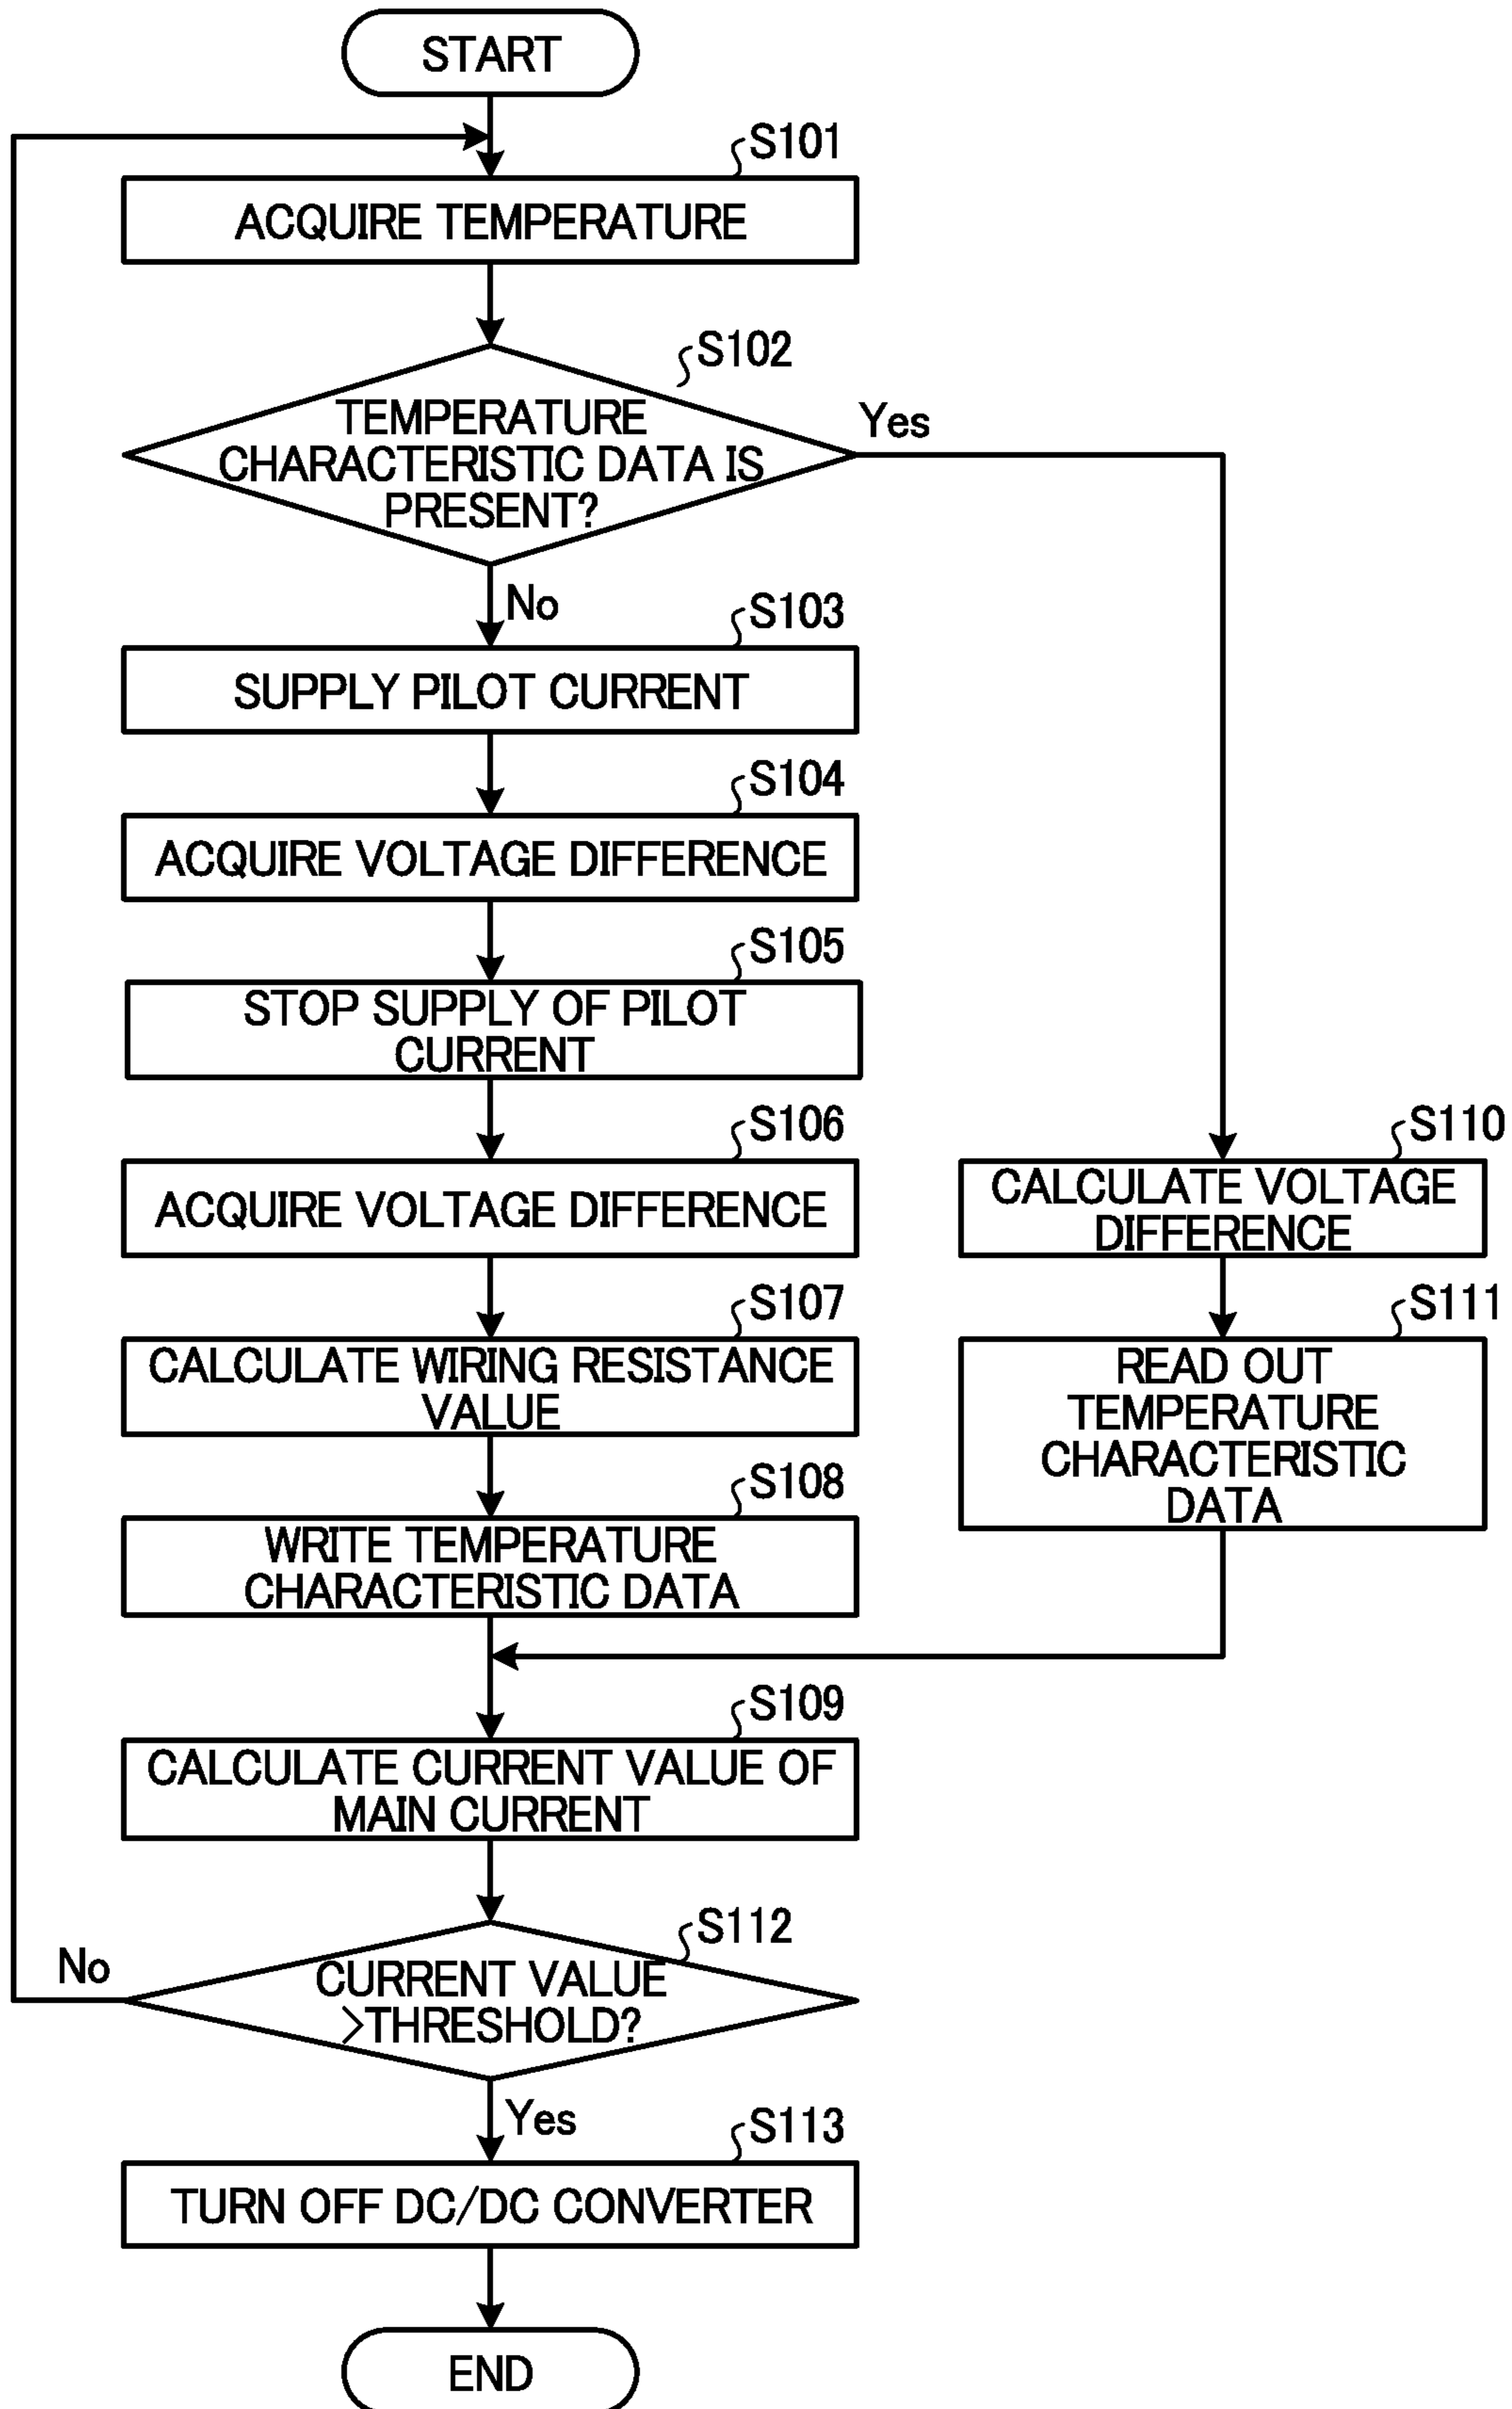 START
S101
ACQUIRE TEMPERATURE
S102
TEMPERATURE
CHARACTERISTIC DATA IS
PRESENT?
Yes
No
S103
SUPPLY PILOT CURRENT
S104
ACQUIRE VOLTAGE DIFFERENCE
S105
STOP SUPPLY OF PILOT
CURRENT
S106
ACQUIRE VOLTAGE DIFFERENCE
S110
CALCULATE VOLTAGE
DIFFERENCE
S107
CALCULATE WIRING RESISTANCE
VALUE
S111
READ OUT
TEMPERATURE
CHARACTERISTIC
DATA
S108
WRITE TEMPERATURE
CHARACTERISTIC DATA
S109
CALCULATE CURRENT VALUE OF
MAIN CURRENT
S112
CURRENT VALUE
>THRESHOLD?
No
Yes
S113
TURN OFF DC/DC CONVERTER
END